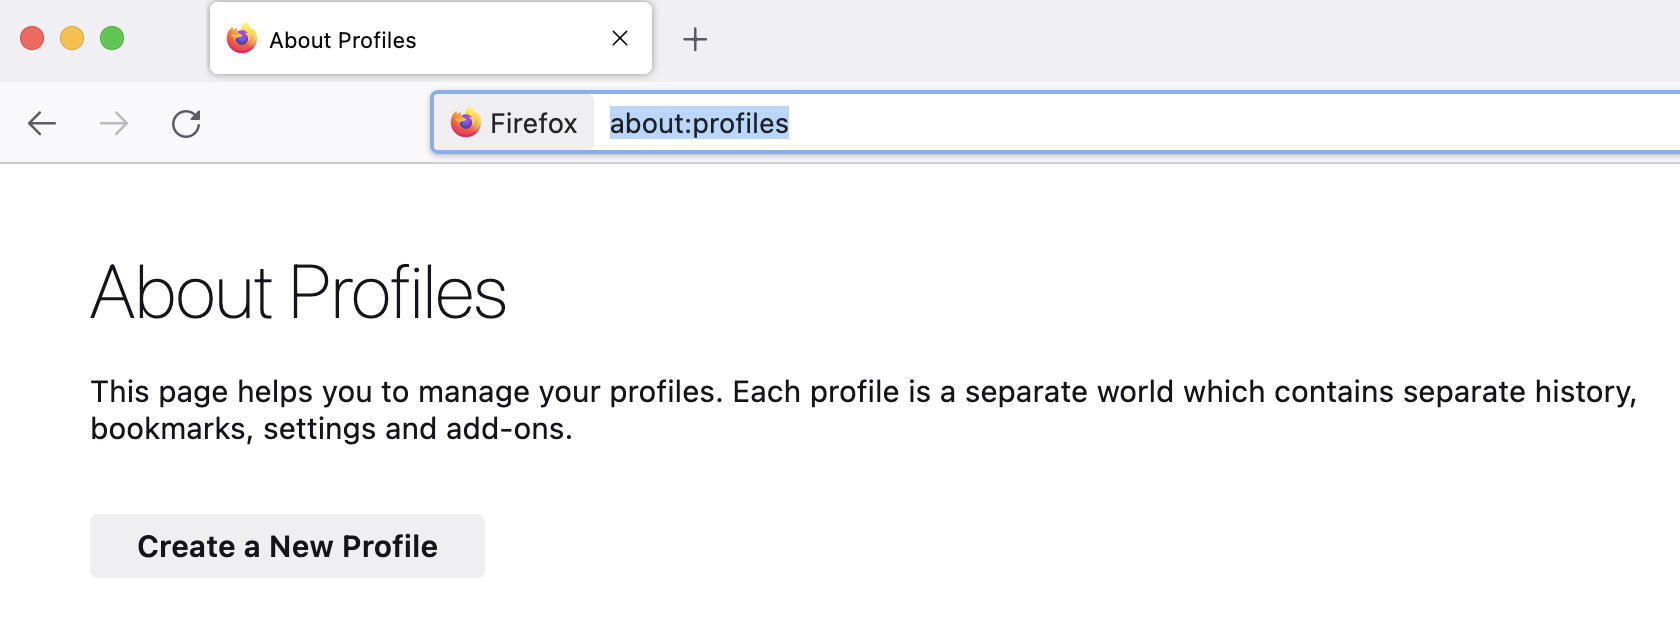 About Profiles
Firefox about:profiles
About Profiles
This page helps you to manage your profiles. Each profile is a separate world which contains separate history,
bookmarks, settings and add-ons.
Create a New Profile